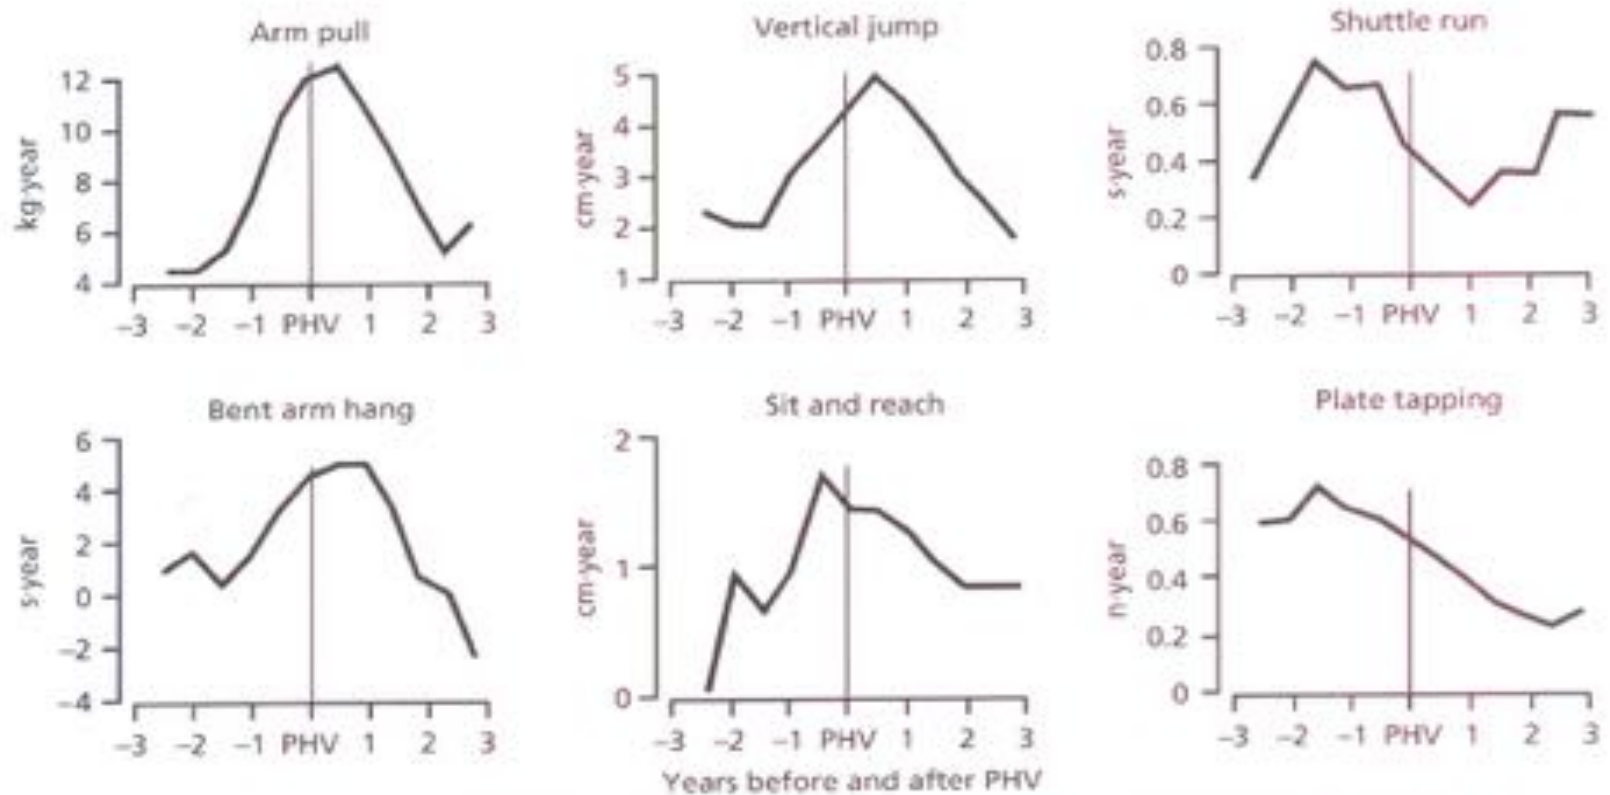 Arm pull
kg·year
12
10
8
6
4
−3 −2 −1 PHV 1 2 3
Vertical jump
cm·year
5
4
3
2
1
−3 −2 −1 PHV 1 2 3
Shuttle run
s·year
0.8
0.6
0.4
0.2
0
−3 −2 −1 PHV 1 2 3
Bent arm hang
s·year
6
4
2
0
−2
−4
−3 −2 −1 PHV 1 2 3
Sit and reach
cm·year
2
1
0
−3 −2 −1 PHV 1 2 3
Plate tapping
n·year
0.8
0.6
0.4
0.2
0
−3 −2 −1 PHV 1 2 3
Years before and after PHV